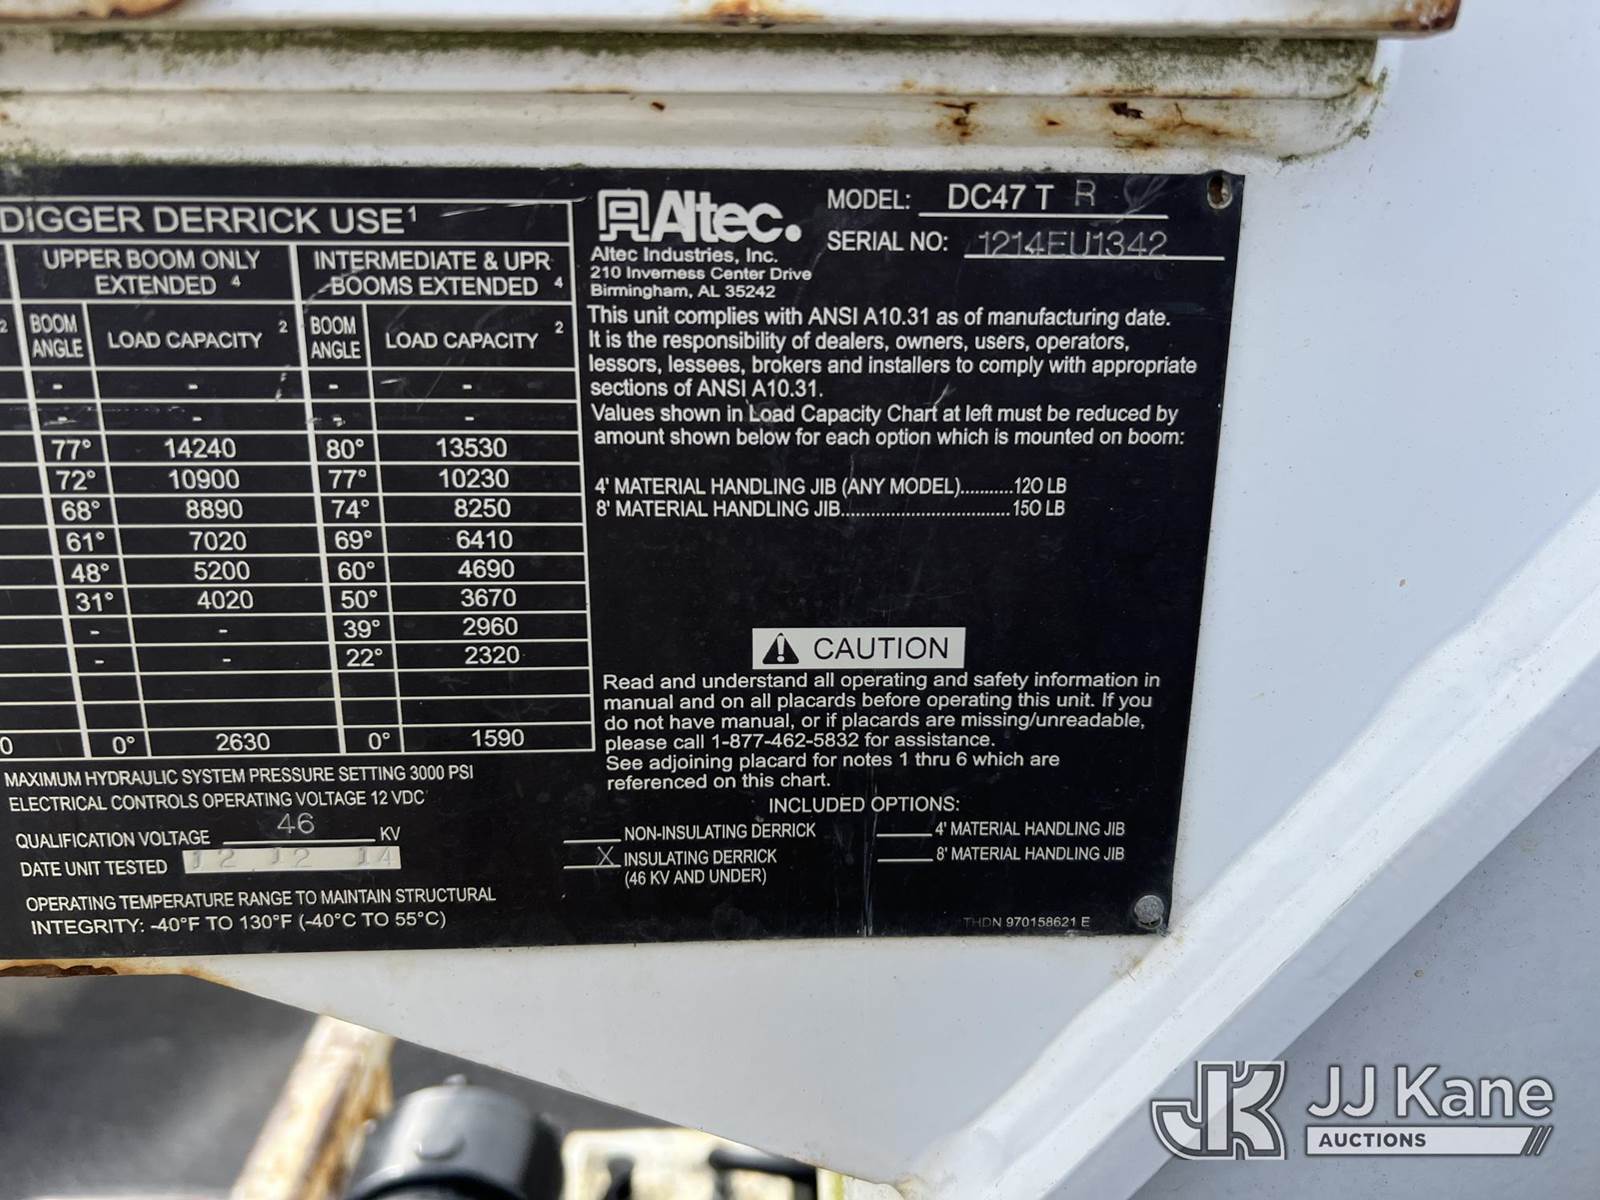 DIGGER DERRICK USE¹
UPPER BOOM ONLY EXTENDED 4
INTERMEDIATE & UPR BOOMS EXTENDED 4
2 BOOM ANGLE LOAD CAPACITY 2 BOOM ANGLE LOAD CAPACITY 2
- - - -
- - - -
77° 14240 80° 13530
72° 10900 77° 10230
68° 8890 74° 8250
61° 7020 69° 6410
48° 5200 60° 4690
31° 4020 50° 3670
- - 39° 2960
- - 22° 2320
0 0° 2630 0° 1590
MAXIMUM HYDRAULIC SYSTEM PRESSURE SETTING 3000 PSI
ELECTRICAL CONTROLS OPERATING VOLTAGE 12 VDC
QUALIFICATION VOLTAGE 46 KV
DATE UNIT TESTED 12 12 14
OPERATING TEMPERATURE RANGE TO MAINTAIN STRUCTURAL
INTEGRITY: -40°F TO 130°F (-40°C TO 55°C)
Altec.
Altec Industries, Inc.
210 Inverness Center Drive
Birmingham, AL 35242
MODEL: DC47 T R
SERIAL NO: 1214EU1342
This unit complies with ANSI A10.31 as of manufacturing date.
It is the responsibility of dealers, owners, users, operators,
lessors, lessees, brokers and installers to comply with appropriate
sections of ANSI A10.31.
Values shown in Load Capacity Chart at left must be reduced by
amount shown below for each option which is mounted on boom:
4' MATERIAL HANDLING JIB (ANY MODEL)...........120 LB
8' MATERIAL HANDLING JIB..................................150 LB
CAUTION
Read and understand all operating and safety information in
manual and on all placards before operating this unit. If you
do not have manual, or if placards are missing/unreadable,
please call 1-877-462-5832 for assistance.
See adjoining placard for notes 1 thru 6 which are
referenced on this chart.
INCLUDED OPTIONS:
NON-INSULATING DERRICK 4' MATERIAL HANDLING JIB
X INSULATING DERRICK 8' MATERIAL HANDLING JIB
(46 KV AND UNDER)
THDN 970158621 E
JK JJ Kane
AUCTIONS